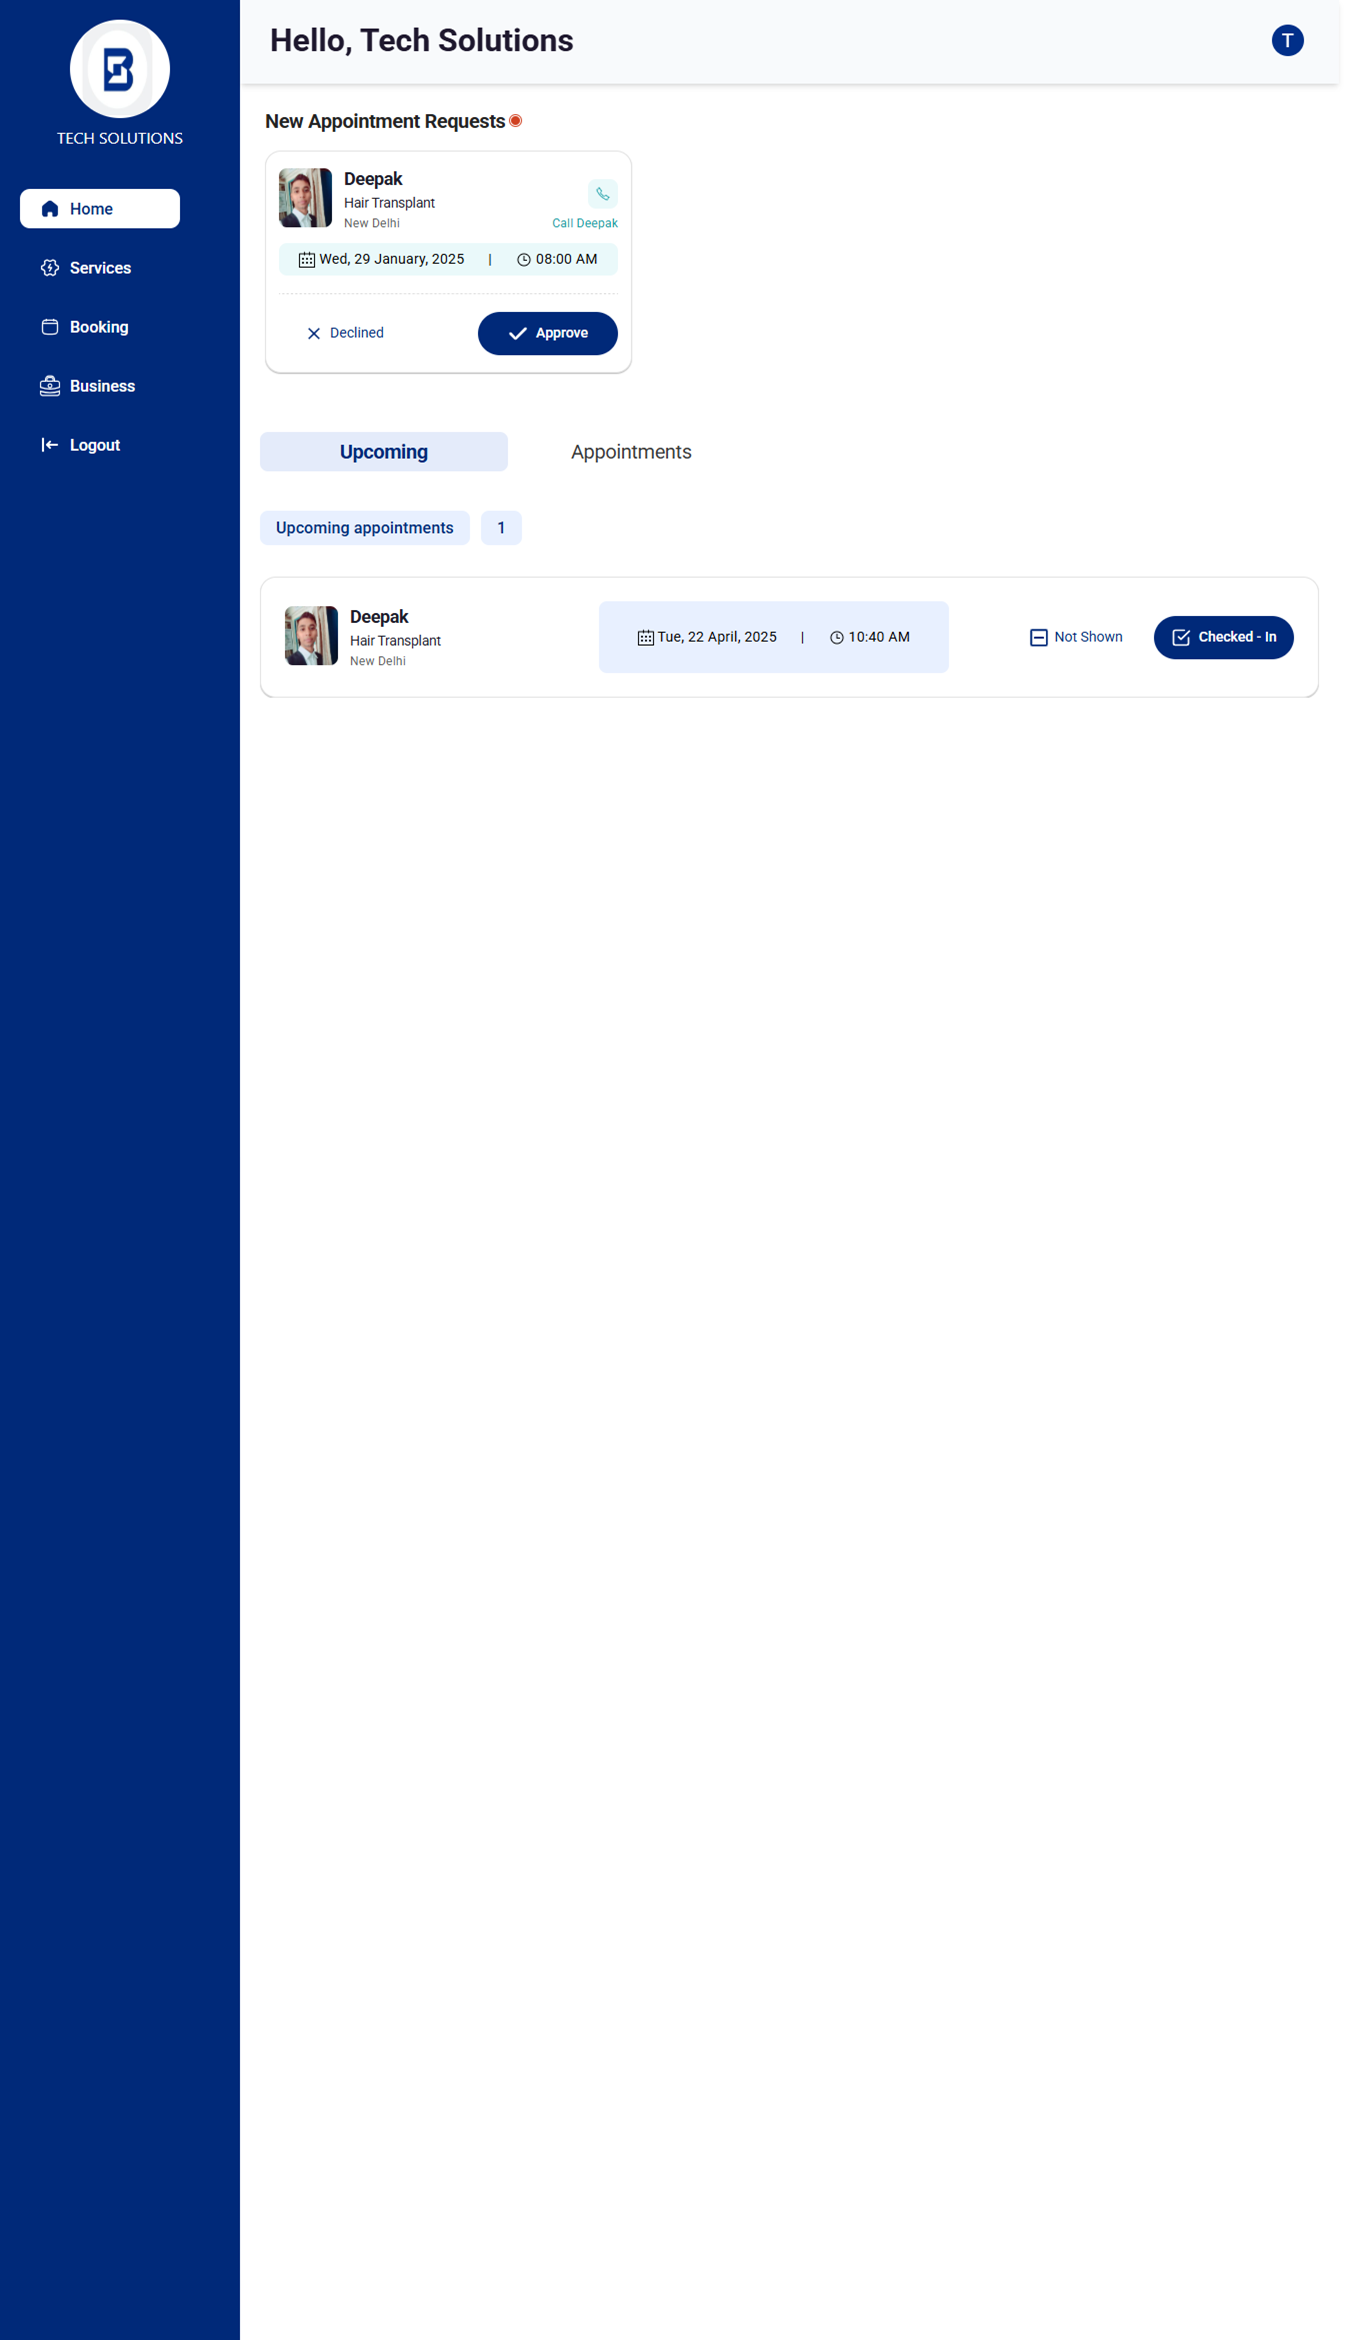 TECH SOLUTIONS
Home
Services
Booking
Business
Logout
Hello, Tech Solutions
T
New Appointment Requests
Deepak
Hair Transplant
New Delhi
Call Deepak
Wed, 29 January, 2025 | 08:00 AM
Declined
Approve
Upcoming
Appointments
Upcoming appointments 1
Deepak
Hair Transplant
New Delhi
Tue, 22 April, 2025 | 10:40 AM
Not Shown
Checked - In